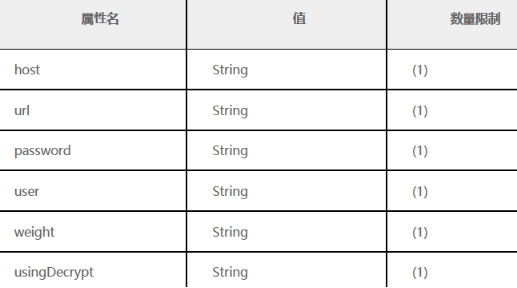 属性名 值 数量限制
host String (1)
url String (1)
password String (1)
user String (1)
weight String (1)
usingDecrypt String (1)